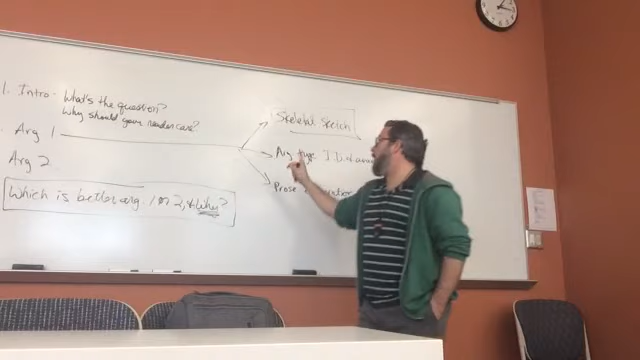 1. Intro - What's the question?
Why should your reader care?
Arg 1
Arg 2
Which is better arg. 1 or 2, & Why?
Skeletal Sketch
Arg type
Prose